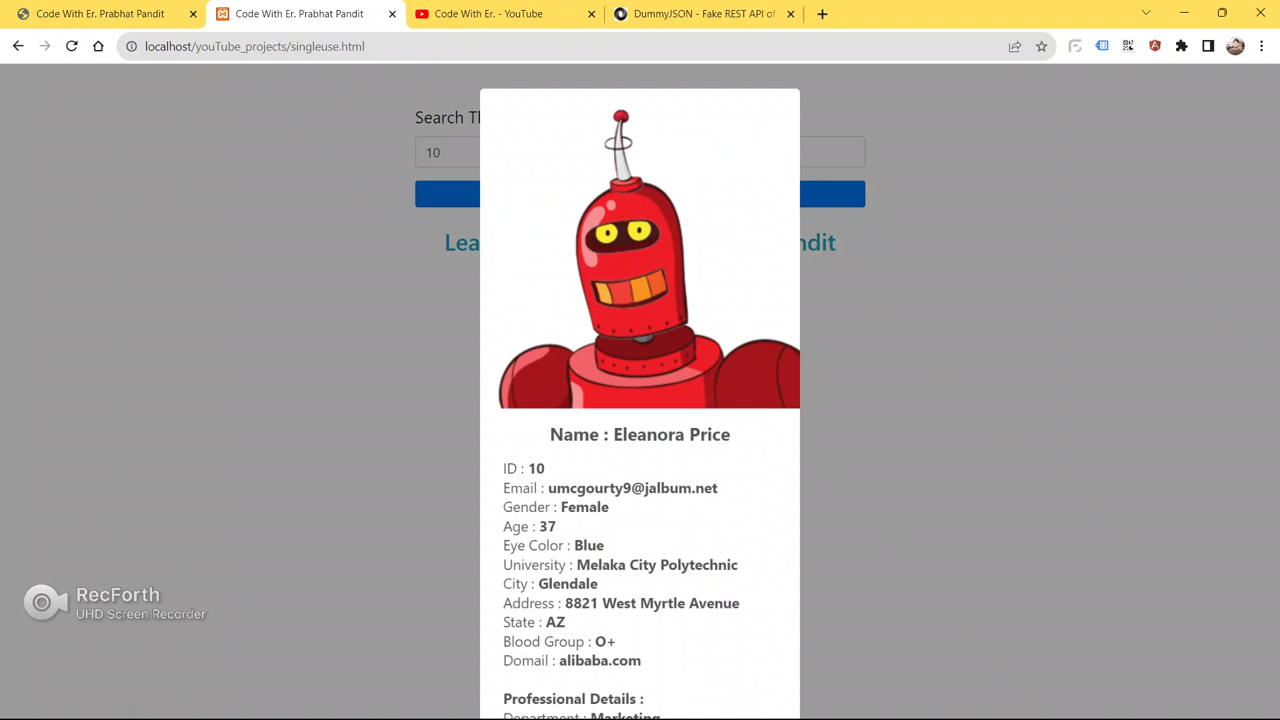 Code With Er. Prabhat Pandit
Code With Er. Prabhat Pandit
Code With Er. - YouTube
DummyJSON - Fake REST API of
localhost/youTube_projects/singleuse.html
Search Th
10
Lea
ndit
Name : Eleanora Price
ID : 10
Email : umcgourty9@jalbum.net
Gender : Female
Age : 37
Eye Color : Blue
University : Melaka City Polytechnic
City : Glendale
Address : 8821 West Myrtle Avenue
State : AZ
Blood Group : O+
Domail : alibaba.com
Professional Details :
Department : Marketing
RecForth
UHD Screen Recorder